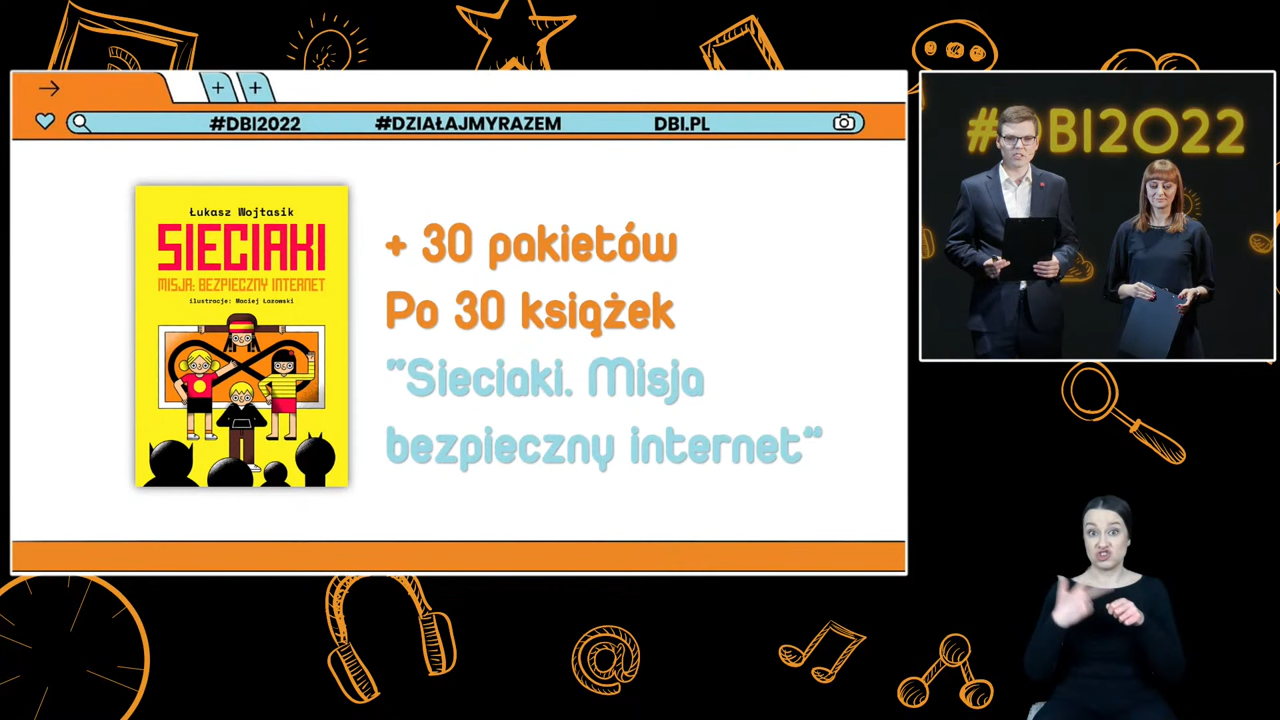 #DBI2022 #DZIAŁAJMYRAZEM DBI.PL
Łukasz Wojtasik
SIECIAKI
MISJA: BEZPIECZNY INTERNET
ilustracje: Maciej Łazowski
+ 30 pakietów
Po 30 książek
"Sieciaki. Misja
bezpieczny internet"
#DBI2022